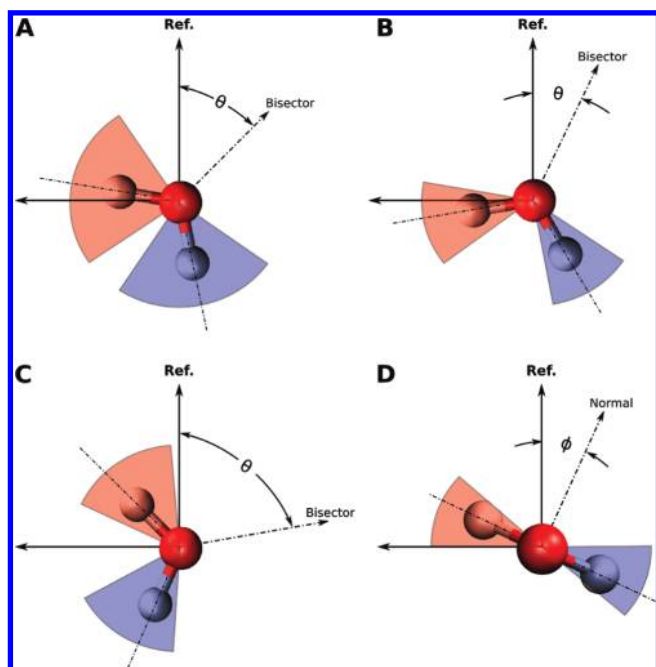 A
Ref.
θ
Bisector
B
Ref.
θ
Bisector
C
Ref.
θ
Bisector
D
Ref.
Normal
ϕ